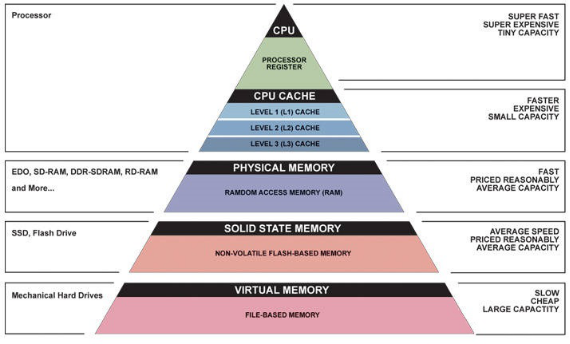 Processor
CPU
SUPER FAST
SUPER EXPENSIVE
TINY CAPACITY
PROCESSOR
REGISTER
CPU CACHE
FASTER
EXPENSIVE
SMALL CAPACITY
LEVEL 1 (L1) CACHE
LEVEL 2 (L2) CACHE
LEVEL 3 (L3) CACHE
EDO, SD-RAM, DDR-SDRAM, RD-RAM
and More...
PHYSICAL MEMORY
RAMDOM ACCESS MEMORY (RAM)
FAST
PRICED REASONABLY
AVERAGE CAPACITY
SSD, Flash Drive
SOLID STATE MEMORY
NON-VOLATILE FLASH-BASED MEMORY
AVERAGE SPEED
PRICED REASONABLY
AVERAGE CAPACITY
Mechanical Hard Drives
VIRTUAL MEMORY
FILE-BASED MEMORY
SLOW
CHEAP
LARGE CAPACTITY